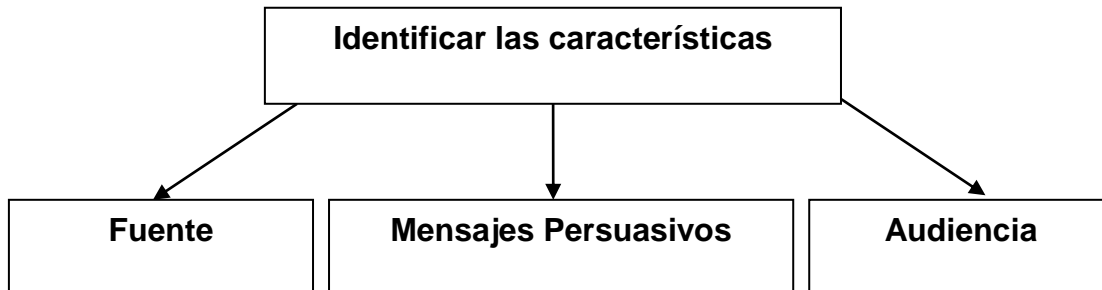 Identificar las características
Fuente
Mensajes Persuasivos
Audiencia